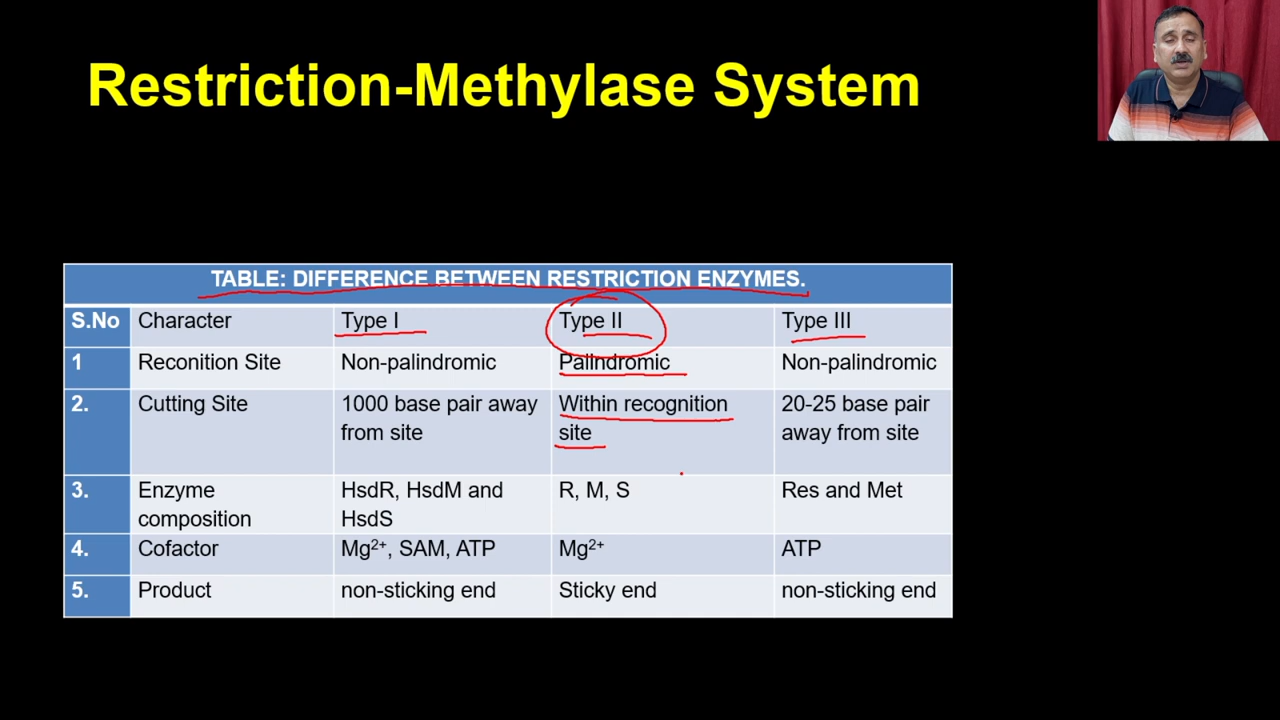 Restriction-Methylase System
TABLE: DIFFERENCE BETWEEN RESTRICTION ENZYMES.
S.No Character Type I Type II Type III
1 Reconition Site Non-palindromic Palindromic Non-palindromic
2. Cutting Site 1000 base pair away from site Within recognition site 20-25 base pair away from site
3. Enzyme composition HsdR, HsdM and HsdS R, M, S Res and Met
4. Cofactor Mg²⁺, SAM, ATP Mg²⁺ ATP
5. Product non-sticking end Sticky end non-sticking end